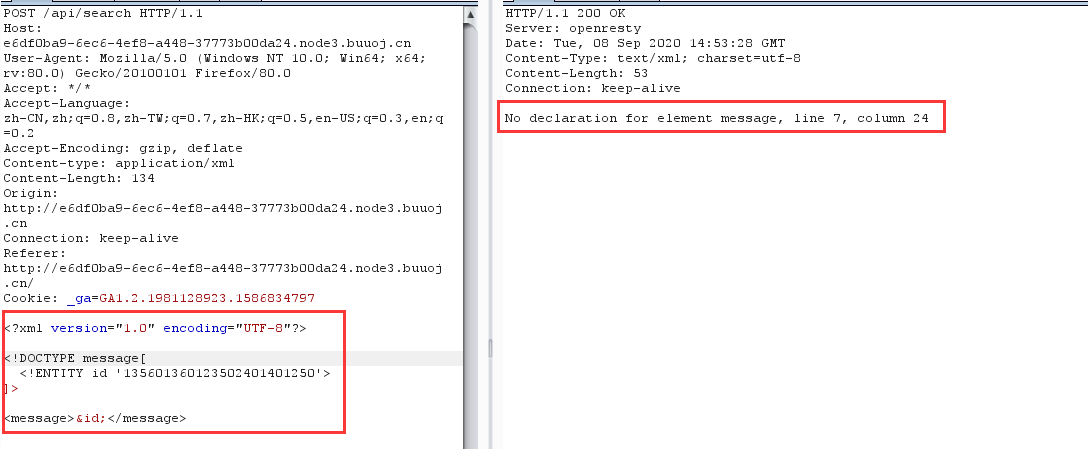 POST /api/search HTTP/1.1
Host:
e6df0ba9-6ec6-4ef8-a448-37773b00da24.node3.buuoj.cn
User-Agent: Mozilla/5.0 (Windows NT 10.0; Win64; x64;
rv:80.0) Gecko/20100101 Firefox/80.0
Accept: */*
Accept-Language:
zh-CN,zh;q=0.8,zh-TW;q=0.7,zh-HK;q=0.5,en-US;q=0.3,en;q
=0.2
Accept-Encoding: gzip, deflate
Content-type: application/xml
Content-Length: 134
Origin:
http://e6df0ba9-6ec6-4ef8-a448-37773b00da24.node3.buuoj
.cn
Connection: keep-alive
Referer:
http://e6df0ba9-6ec6-4ef8-a448-37773b00da24.node3.buuoj
.cn/
Cookie: _ga=GA1.2.1981128923.1586834797
<?xml version="1.0" encoding="UTF-8"?>
<!DOCTYPE message[
<!ENTITY id '135601360123502401401250'>
]>
<message>&id;</message>
HTTP/1.1 200 OK
Server: openresty
Date: Tue, 08 Sep 2020 14:53:28 GMT
Content-Type: text/xml; charset=utf-8
Content-Length: 53
Connection: keep-alive
No declaration for element message, line 7, column 24